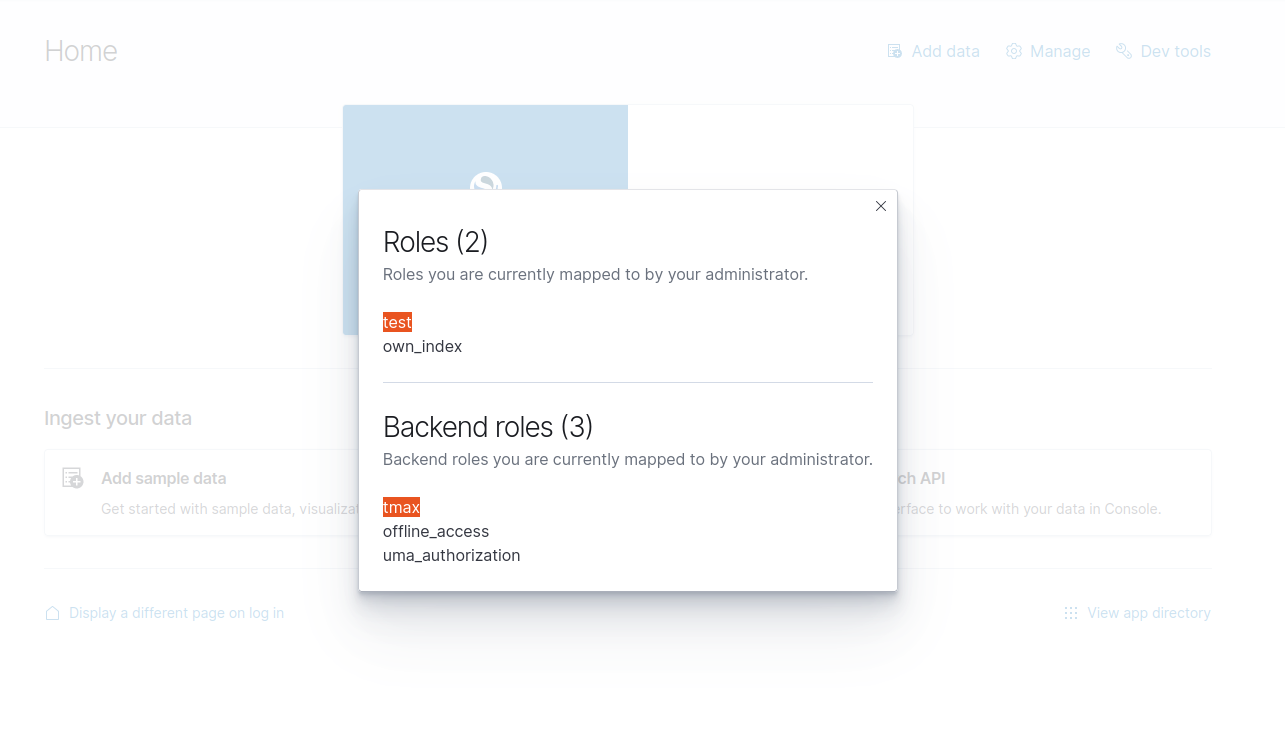 Home
Add data
Manage
Dev tools
Roles (2)
Roles you are currently mapped to by your administrator.
test
own_index
Backend roles (3)
Backend roles you are currently mapped to by your administrator.
tmax
offline_access
uma_authorization
Ingest your data
Add sample data
Get started with sample data,
API
to work with your data in Console.
Display a different page on log in
View app directory